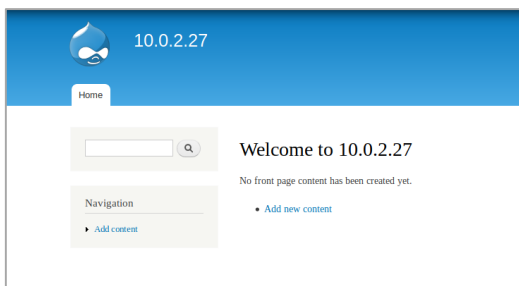 10.0.2.27
Home
Navigation
Add content
Welcome to 10.0.2.27
No front page content has been created yet.
Add new content